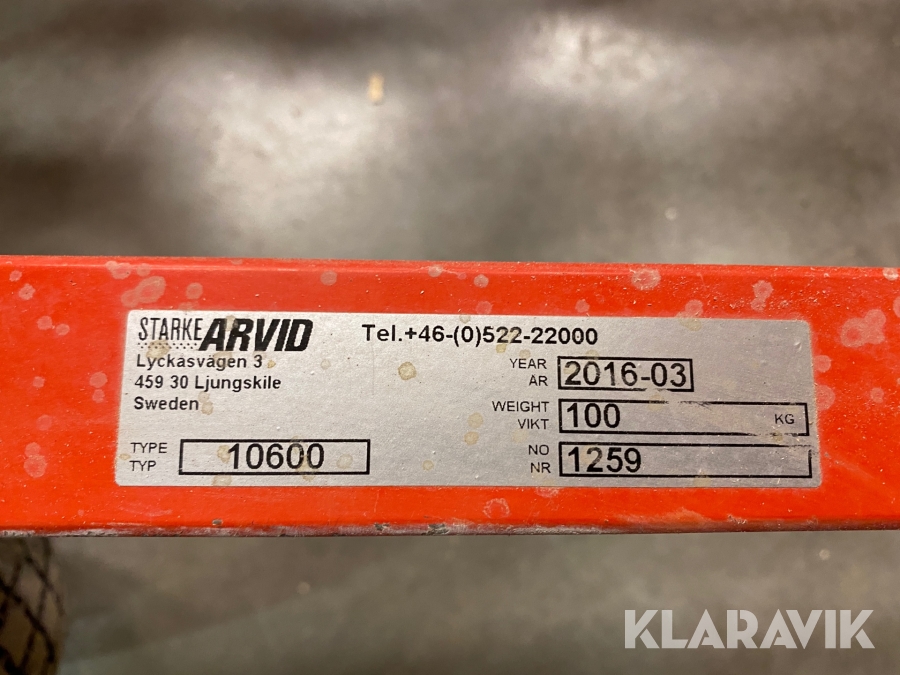 STARKE ARVID
Lyckasvägen 3
459 30 Ljungskile
Sweden
TYPE
TYP
10600
Tel.+46-(0)522-22000
YEAR
AR
2016-03
WEIGHT
VIKT
100
KG
NO
NR
1259
KLARAVIK